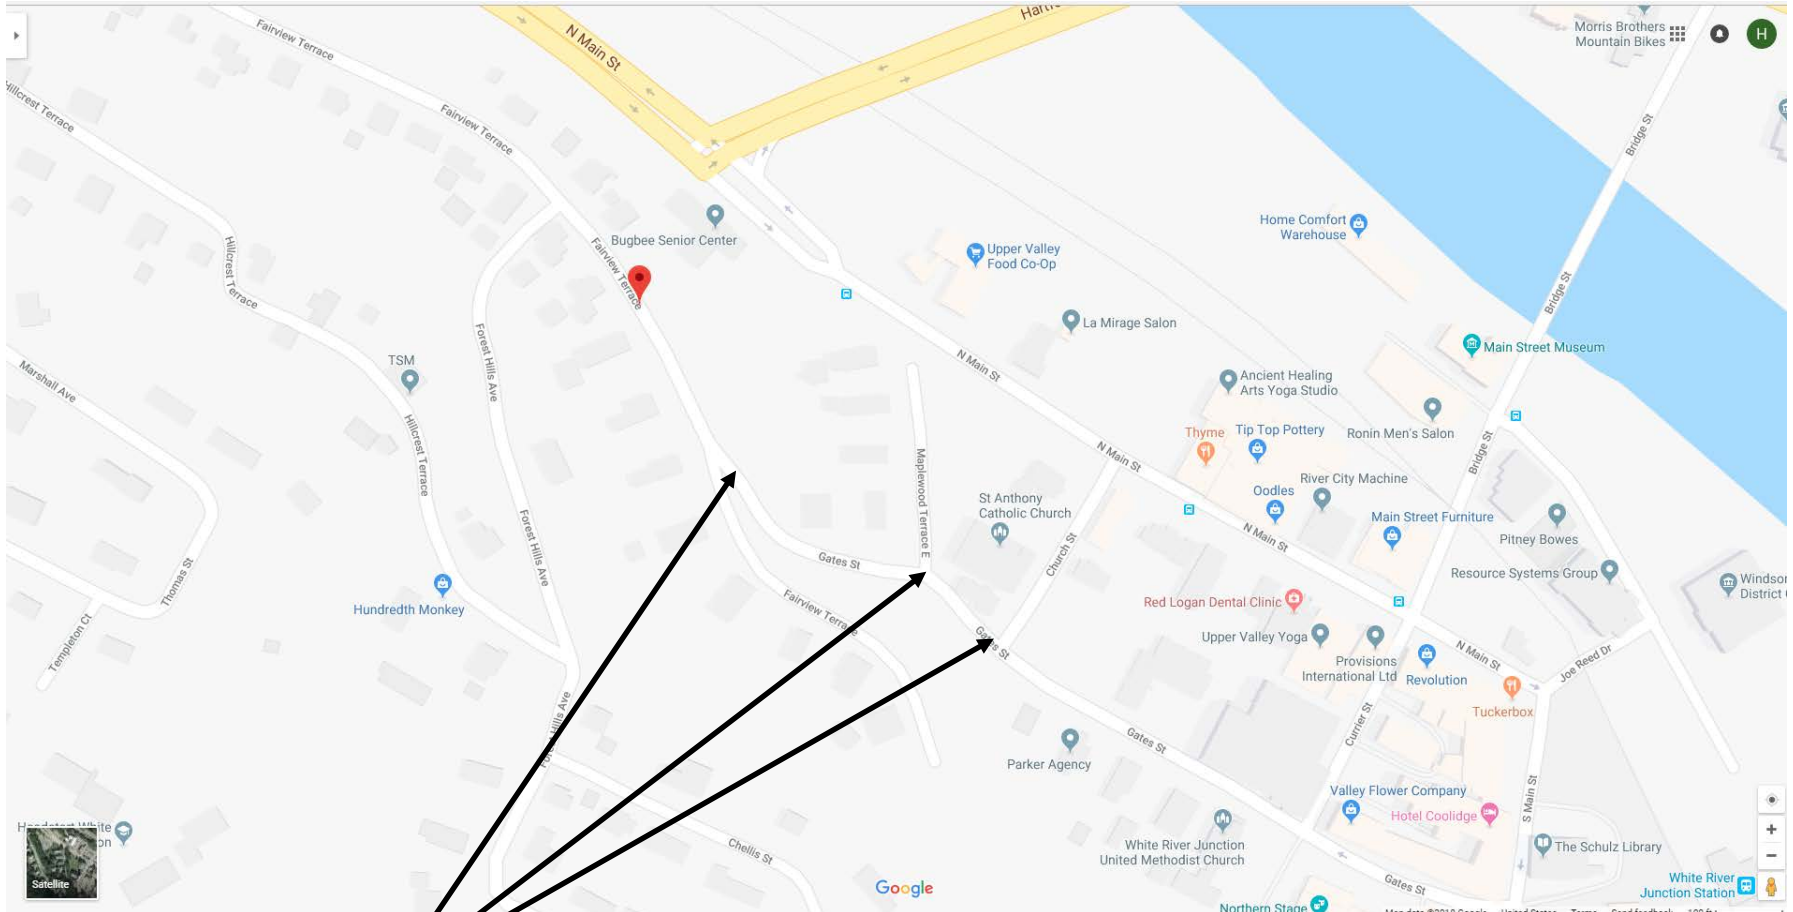 Morris Brothers
Mountain Bikes
H
N Main St
Fairview Terrace
Hillcrest Terrace
Fairview Terrace
Bridge St
Bugbee Senior Center
Home Comfort
Warehouse
Upper Valley
Food Co-Op
Fairview Terrace
Hillcrest Terrace
Bridge St
La Mirage Salon
Main Street Museum
Forest Hills Ave
TSM
Marshall Ave
N Main St
Ancient Healing
Arts Yoga Studio
Thyme
Tip Top Pottery
Ronin Men's Salon
Hillcrest Terrace
N Main St
Bridge St
Maplewood Terrace E
St Anthony
Catholic Church
Oodles
River City Machine
Main Street Furniture
Pitney Bowes
N Main St
Forest Hills Ave
Church St
Gates St
Resource Systems Group
Windsor
District
Thomas St
Hundredth Monkey
Fairview Terrace
Red Logan Dental Clinic
Templeton Ct
Gates St
Upper Valley Yoga
Provisions
International Ltd
Revolution
N Main St
Joe Reed Dr
Tuckerbox
Forest Hills Ave
Currier St
Gates St
Parker Agency
Valley Flower Company
Hotel Coolidge
S Main St
Chellis St
White River Junction
United Methodist Church
The Schulz Library
Satellite
Google
Gates St
White River
Junction Station
Northern Stage